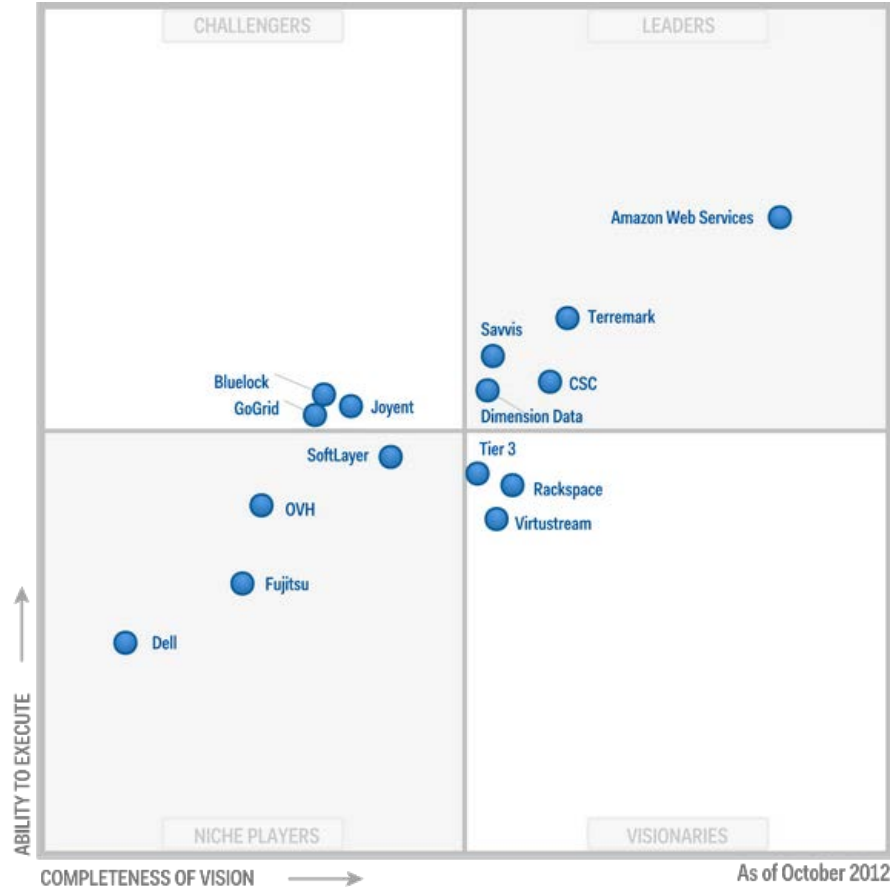 CHALLENGERS
LEADERS
Amazon Web Services
Terremark
Savvis
CSC
Dimension Data
Bluelock
GoGrid
Joyent
SoftLayer
OVH
Fujitsu
Dell
Tier 3
Rackspace
Virtustream
NICHE PLAYERS
VISIONARIES
ABILITY TO EXECUTE
COMPLETENESS OF VISION
As of October 2012